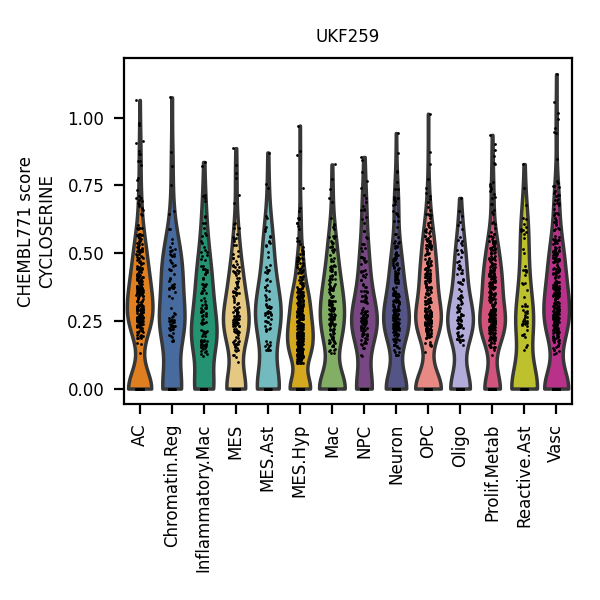 UKF259
CHEMBL771 score
CYCLOSERINE
1.00
0.75
0.50
0.25
0.00
AC
Chromatin.Reg
Inflammatory.Mac
MES
MES.Ast
MES.Hyp
Mac
NPC
Neuron
OPC
Oligo
Prolif.Metab
Reactive.Ast
Vasc